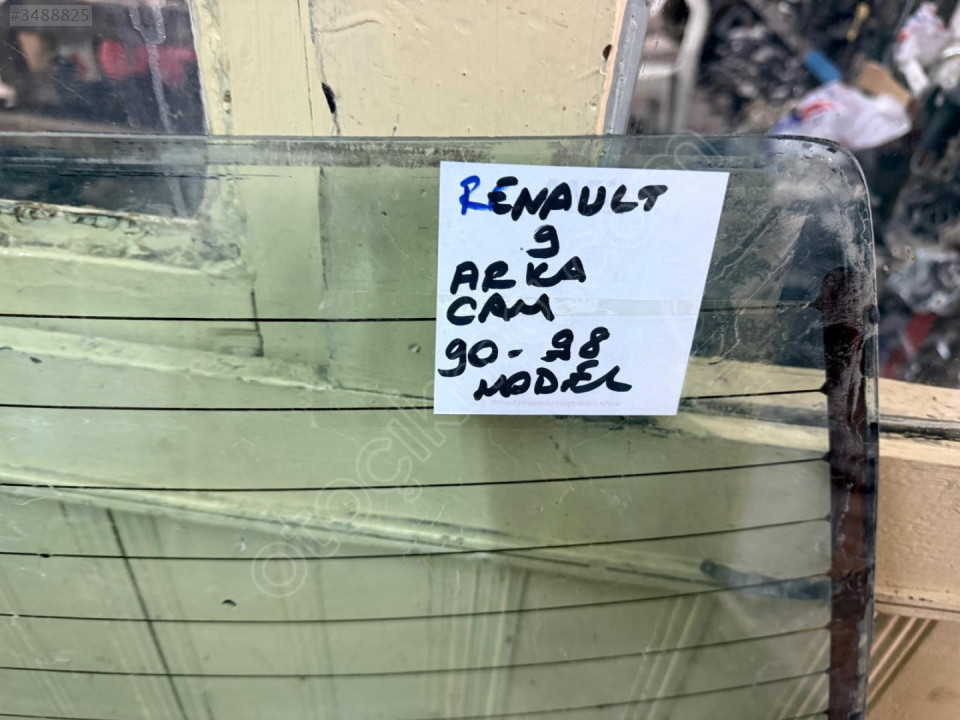 #3488825
RENAULT
9
ARKA
CAM
90-98
MODEL